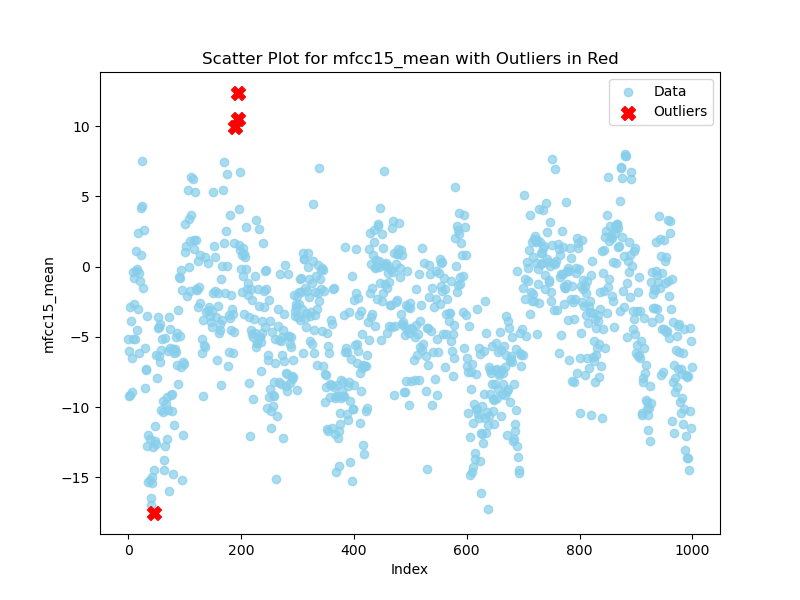 Scatter Plot for mfcc15_mean with Outliers in Red
Data
Outliers
10
5
0
−5
−10
−15
mfcc15_mean
0 200 400 600 800 1000
Index